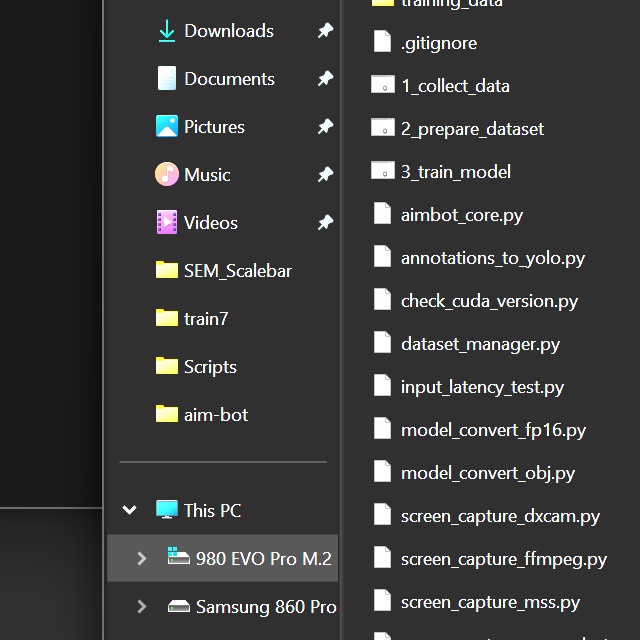 Downloads
Documents
Pictures
Music
Videos
SEM_Scalebar
train7
Scripts
aim-bot
This PC
980 EVO Pro M.2
Samsung 860 Pro
training_data
.gitignore
1_collect_data
2_prepare_dataset
3_train_model
aimbot_core.py
annotations_to_yolo.py
check_cuda_version.py
dataset_manager.py
input_latency_test.py
model_convert_fp16.py
model_convert_obj.py
screen_capture_dxcam.py
screen_capture_ffmpeg.py
screen_capture_mss.py